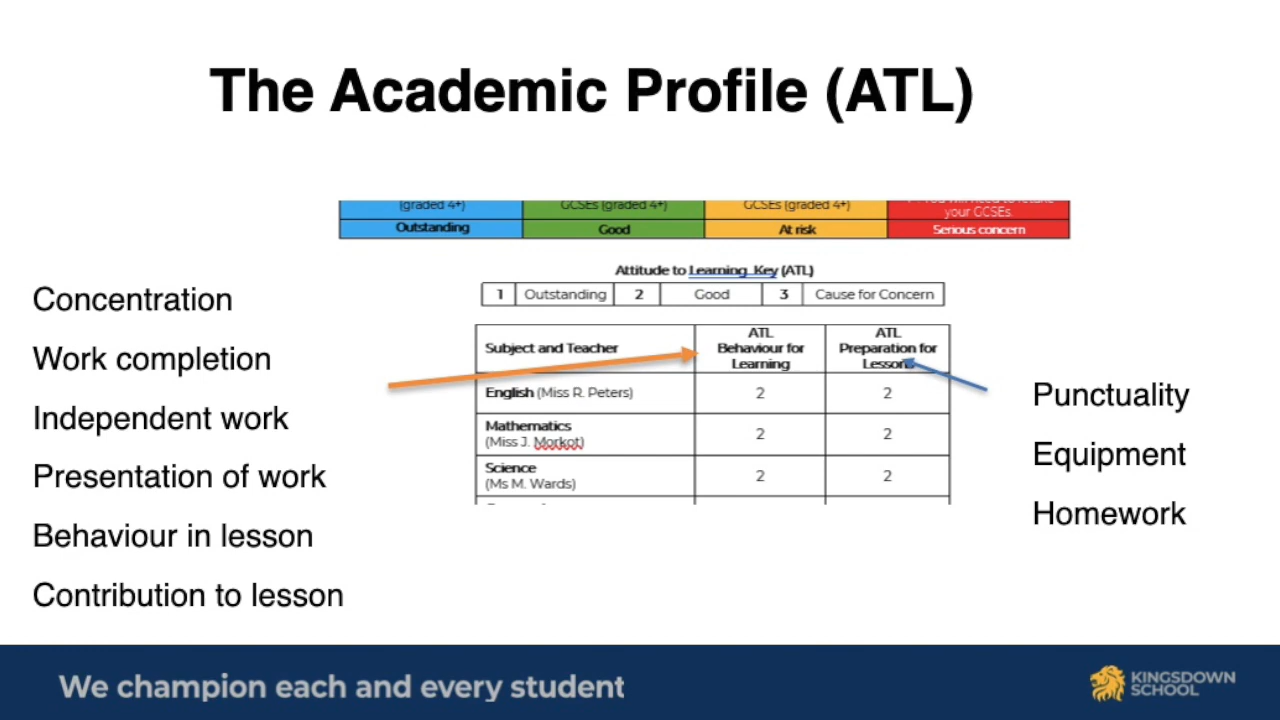 The Academic Profile (ATL)
(graded 4+) GCSEs (graded 4+) GCSEs (graded 4+)
your GCSEs.
Outstanding Good At risk Serious concern
Attitude to Learning Key (ATL)
1 Outstanding 2 Good 3 Cause for Concern
Concentration
Work completion
Independent work
Presentation of work
Behaviour in lesson
Contribution to lesson
Subject and Teacher
ATL
Behaviour for
Learning
ATL
Preparation for
Lessons
English (Miss R. Peters) 2 2
Mathematics
(Miss J. Morkot) 2 2
Science
(Ms M. Wards) 2 2
Punctuality
Equipment
Homework
We champion each and every student
KINGSDOWN
SCHOOL